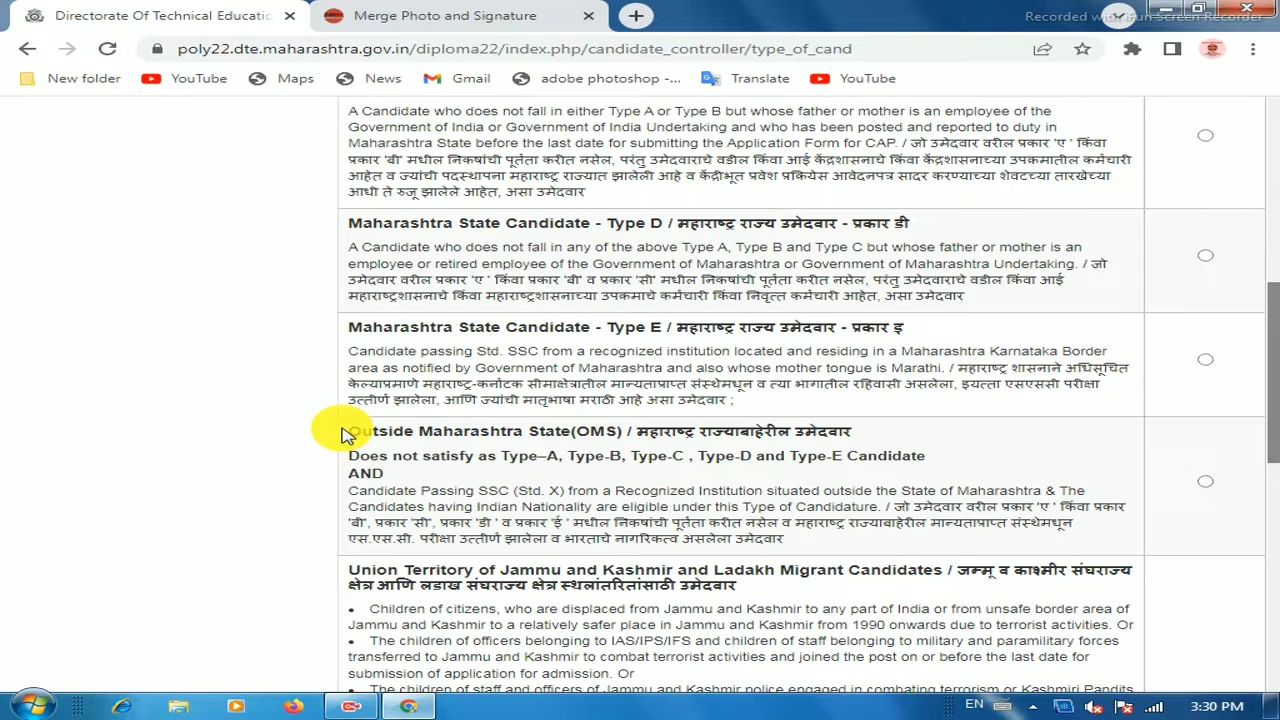 Directorate Of Technical Educatio
Merge Photo and Signature
Recorded with iFun Screen Recorder
poly22.dte.maharashtra.gov.in/diploma22/index.php/candidate_controller/type_of_cand
New folder
YouTube
Maps
News
Gmail
adobe photoshop -...
Translate
YouTube
A Candidate who does not fall in either Type A or Type B but whose father or mother is an employee of the
Government of India or Government of India Undertaking and who has been posted and reported to duty in
Maharashtra State before the last date for submitting the Application Form for CAP. / जो उमेदवार वरील प्रकार 'ए ' किंवा
प्रकार 'बी' मधील निकषांची पूर्तता करीत नसेल, परंतु उमेदवाराचे वडील किंवा आई केंद्रशासनाचे किंवा केंद्रशासनाच्या उपक्रमातील कर्मचारी
आहेत व ज्यांची पदस्थापना महाराष्ट्र राज्यात झालेली आहे व केंद्रीभूत प्रवेश प्रक्रियेस आवेदनपत्र सादर करण्याच्या शेवटच्या तारखेच्या
आधी ते रुजू झालेले आहेत, असा उमेदवार
Maharashtra State Candidate - Type D / महाराष्ट्र राज्य उमेदवार - प्रकार डी
A Candidate who does not fall in any of the above Type A, Type B and Type C but whose father or mother is an
employee or retired employee of the Government of Maharashtra or Government of Maharashtra Undertaking. / जो
उमेदवार वरील प्रकार 'ए ' किंवा प्रकार 'बी' व प्रकार 'सी' मधील निकषांची पूर्तता करीत नसेल, परंतु उमेदवाराचे वडील किंवा आई
महाराष्ट्रशासनाचे किंवा महाराष्ट्रशासनाच्या उपक्रमाचे कर्मचारी किंवा निवृत्त कर्मचारी आहेत, असा उमेदवार
Maharashtra State Candidate - Type E / महाराष्ट्र राज्य उमेदवार - प्रकार इ
Candidate passing Std. SSC from a recognized institution located and residing in a Maharashtra Karnataka Border
area as notified by Government of Maharashtra and also whose mother tongue is Marathi. / महाराष्ट्र शासनाने अधिसूचित
केल्याप्रमाणे महाराष्ट्र-कर्नाटक सीमाक्षेत्रातील मान्यताप्राप्त संस्थेमधून व त्या भागातील रहिवासी असलेला, इयत्ता एसएससी परीक्षा
उत्तीर्ण झालेला, आणि ज्यांची मातृभाषा मराठी आहे असा उमेदवार ;
Outside Maharashtra State(OMS) / महाराष्ट्र राज्याबाहेरील उमेदवार
Does not satisfy as Type–A, Type-B, Type-C , Type-D and Type-E Candidate
AND
Candidate Passing SSC (Std. X) from a Recognized Institution situated outside the State of Maharashtra & The
Candidates having Indian Nationality are eligible under this Type of Candidature. / जो उमेदवार वरील प्रकार 'ए ' किंवा प्रकार
'बी', प्रकार 'सी', प्रकार 'डी ' व प्रकार 'ई ' मधील निकषांची पूर्तता करीत नसेल व महाराष्ट्र राज्याबाहेरील मान्यताप्राप्त संस्थेमधून
एस.एस.सी. परीक्षा उत्तीर्ण झालेला व भारताचे नागरिकत्व असलेला उमेदवार
Union Territory of Jammu and Kashmir and Ladakh Migrant Candidates / जम्मू व काश्मीर संघराज्य
क्षेत्र आणि लडाख संघराज्य क्षेत्र स्थलांतरितांसाठी उमेदवार
• Children of citizens, who are displaced from Jammu and Kashmir to any part of India or from unsafe border area of
Jammu and Kashmir to a relatively safer place in Jammu and Kashmir from 1990 onwards due to terrorist activities. Or
• The children of officers belonging to IAS/IPS/IFS and children of staff belonging to military and paramilitary forces
transferred to Jammu and Kashmir to combat terrorist activities and joined the post on or before the last date for
submission of application for admission. Or
• The children of staff and officers of Jammu and Kashmir police engaged in combating terrorism or Kashmiri Pandits
EN
3:30 PM